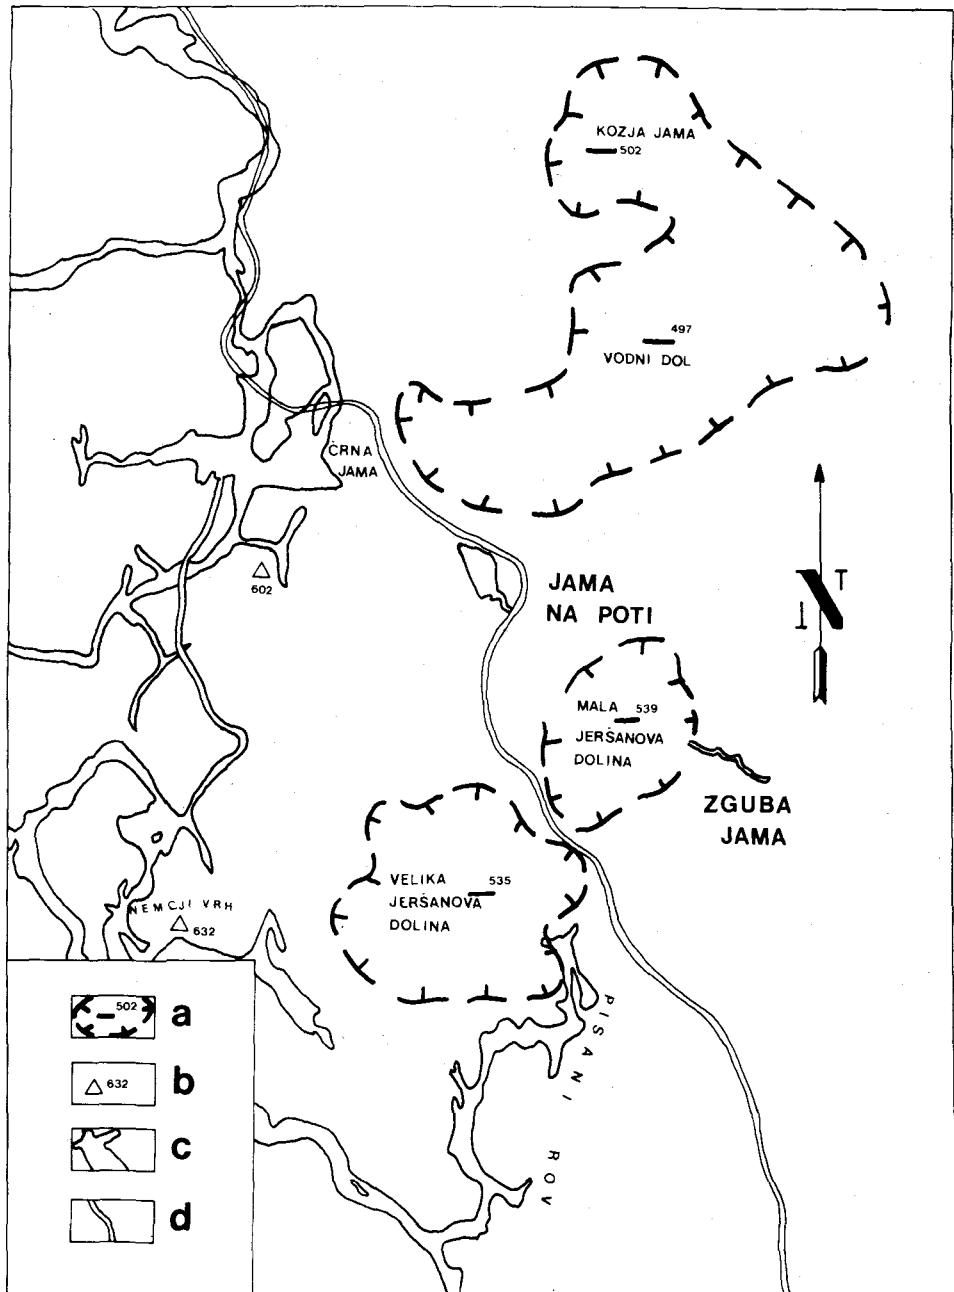 KOZJA JAMA
502
497
VODNI DOL
ČRNA
JAMA
602
JAMA
NA POTI
T
I
MALA 539
JERŠANOVA
DOLINA
ZGUBA
JAMA
VELIKA 535
JERŠANOVA
DOLINA
NEMCJI VRH
632
PISANI ROV
502 a
632 b
c
d